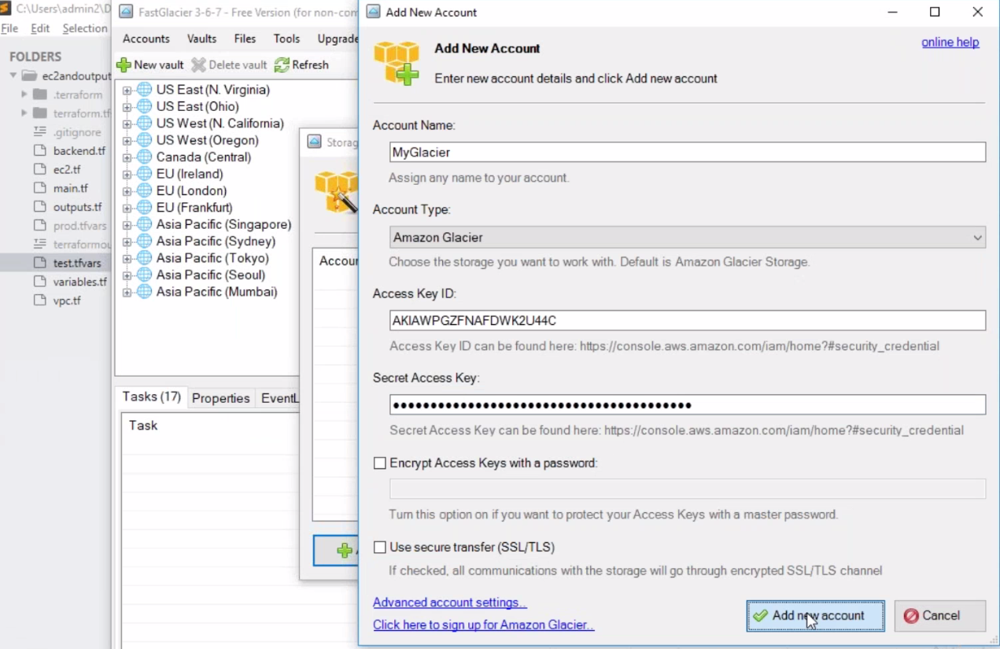 C:\Users\admin2\D
File Edit Selection
FOLDERS
ec2andoutput
.terraform
terraform.tf
.gitignore
backend.tf
ec2.tf
main.tf
outputs.tf
prod.tfvars
terraformou
test.tfvars
variables.tf
vpc.tf
FastGlacier 3-6-7 - Free Version (for non-com
Accounts Vaults Files Tools Upgrade
New vault Delete vault Refresh
US East (N. Virginia)
US East (Ohio)
US West (N. California)
US West (Oregon)
Canada (Central)
EU (Ireland)
EU (London)
EU (Frankfurt)
Asia Pacific (Singapore)
Asia Pacific (Sydney)
Asia Pacific (Tokyo)
Asia Pacific (Seoul)
Asia Pacific (Mumbai)
Tasks (17) Properties EventL
Task
Storag
Accour
Add New Account
online help
Add New Account
Enter new account details and click Add new account
Account Name:
MyGlacier
Assign any name to your account.
Account Type:
Amazon Glacier
Choose the storage you want to work with. Default is Amazon Glacier Storage.
Access Key ID:
AKIAWPGZFNAFDWK2U44C
Access Key ID can be found here: https://console.aws.amazon.com/iam/home?#security_credential
Secret Access Key:
Secret Access Key can be found here: https://console.aws.amazon.com/iam/home?#security_credential
Encrypt Access Keys with a password:
Turn this option on if you want to protect your Access Keys with a master password.
Use secure transfer (SSL/TLS)
If checked, all communications with the storage will go through encrypted SSL/TLS channel
Advanced account settings..
Click here to sign up for Amazon Glacier..
Add new account
Cancel